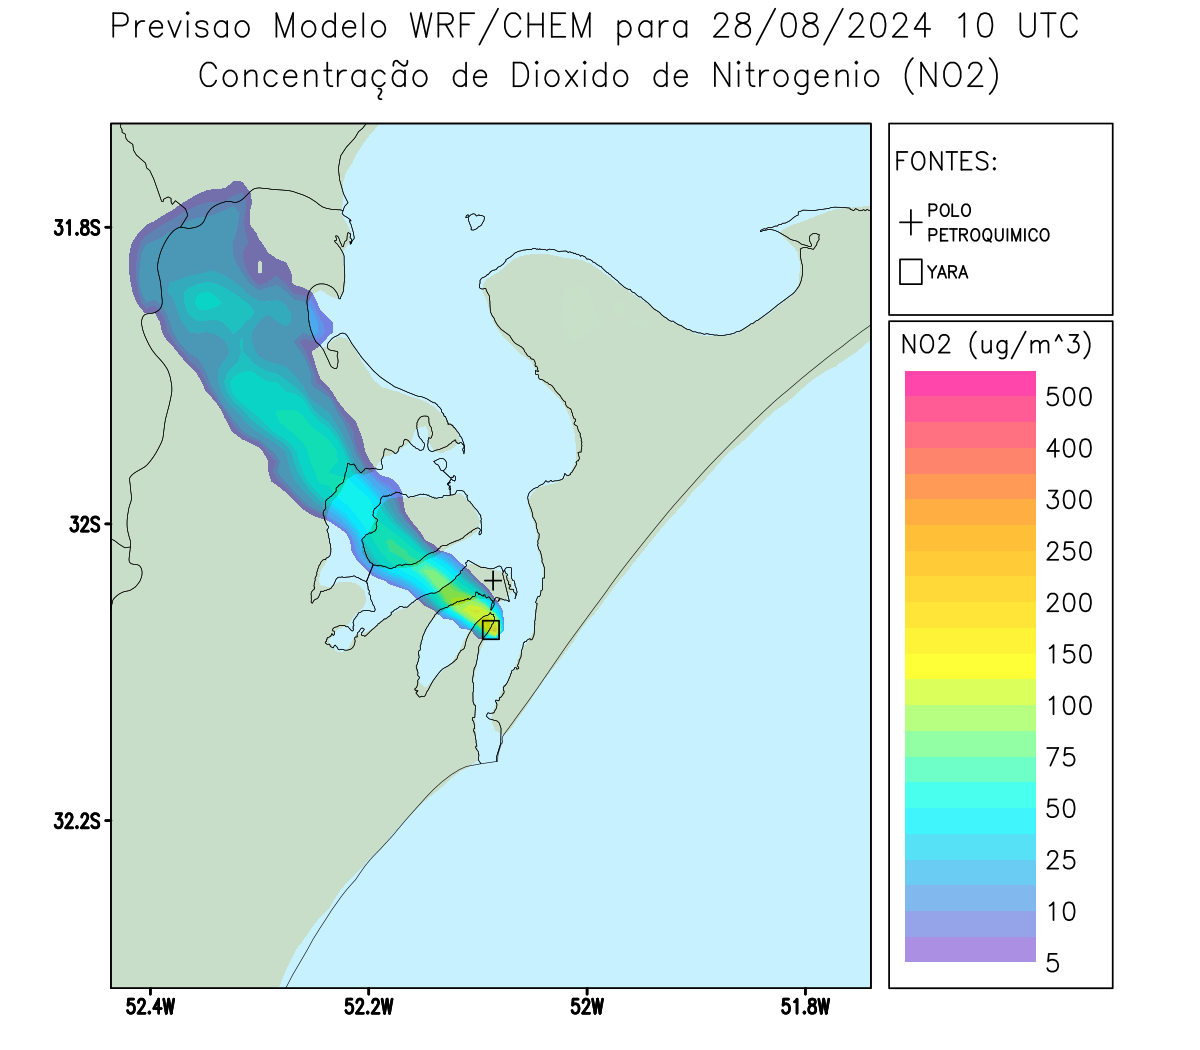 Previsao Modelo WRF/CHEM para 28/08/2024 10 UTC
Concentração de Dioxido de Nitrogenio (NO2)
FONTES:
POLO
PETROQUIMICO
YARA
NO2 (ug/m^3)
500
400
300
250
200
150
100
75
50
25
10
5
31.8S
32S
32.2S
52.4W
52.2W
52W
51.8W